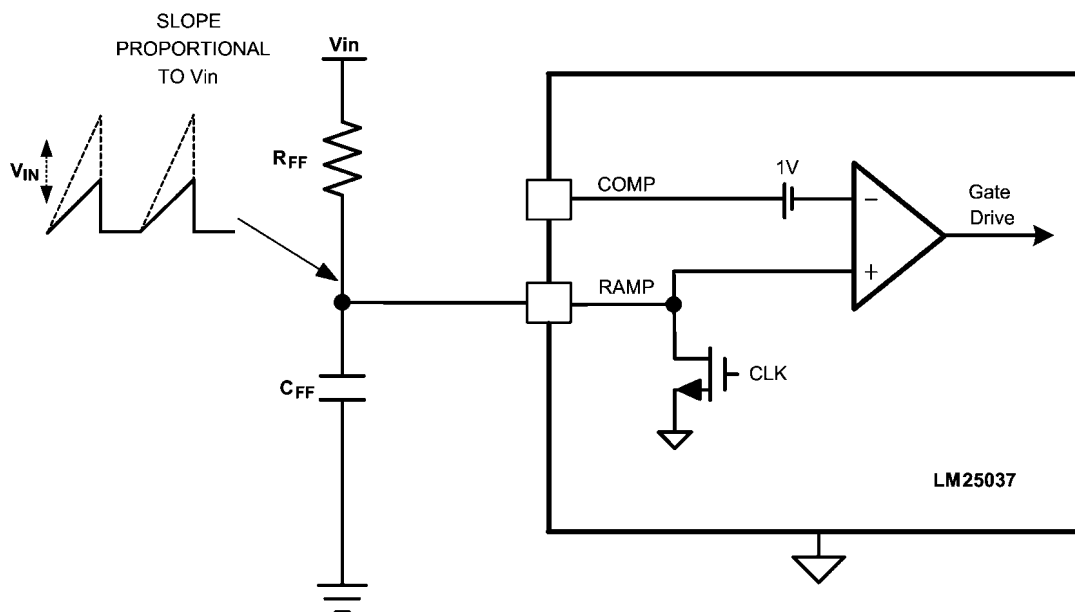 SLOPE
PROPORTIONAL
TO Vin
Vin
VIN
RFF
CFF
COMP
1V
−
+
Gate
Drive
RAMP
CLK
LM25037